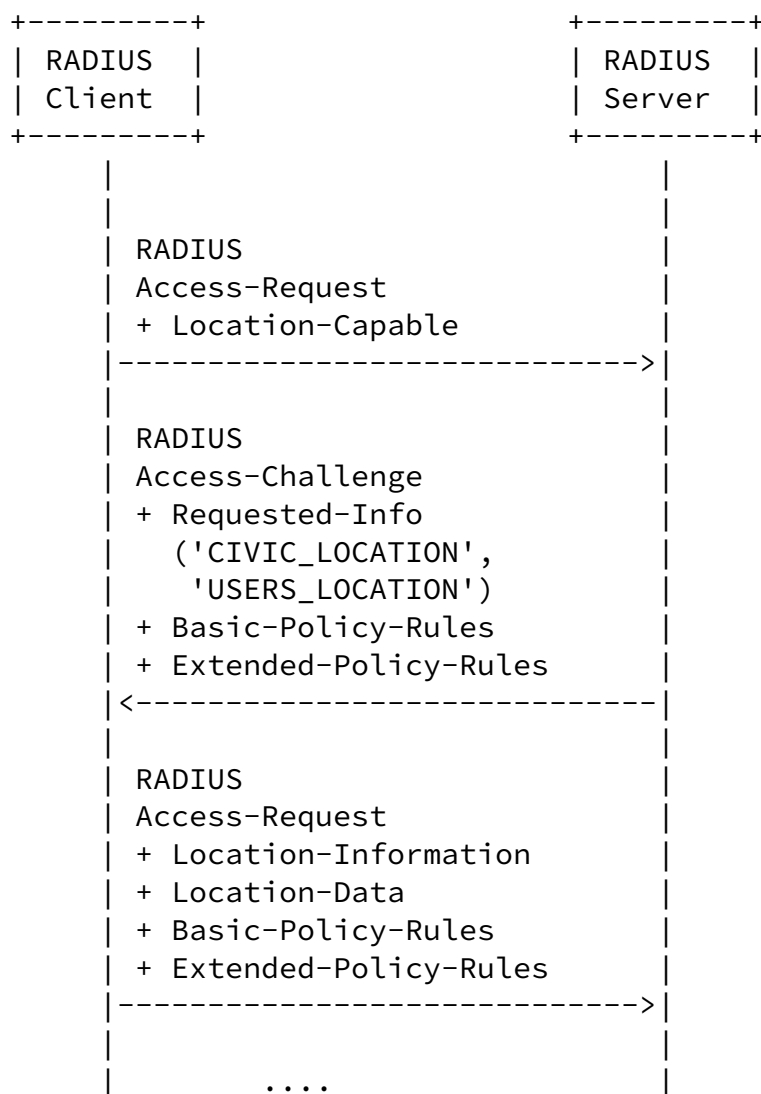 +---------+                    +---------+
| RADIUS  |                    | RADIUS  |
| Client  |                    | Server  |
+---------+                    +---------+
     |                              |
     |                              |
     | RADIUS                       |
     | Access-Request               |
     | + Location-Capable           |
     |----------------------------->|
     |                              |
     | RADIUS                       |
     | Access-Challenge             |
     | + Requested-Info             |
     |   ('CIVIC_LOCATION',         |
     |    'USERS_LOCATION')         |
     | + Basic-Policy-Rules         |
     | + Extended-Policy-Rules      |
     |<-----------------------------|
     |                              |
     | RADIUS                       |
     | Access-Request               |
     | + Location-Information       |
     | + Location-Data              |
     | + Basic-Policy-Rules         |
     | + Extended-Policy-Rules      |
     |----------------------------->|
     |                              |
     |        ....                  |